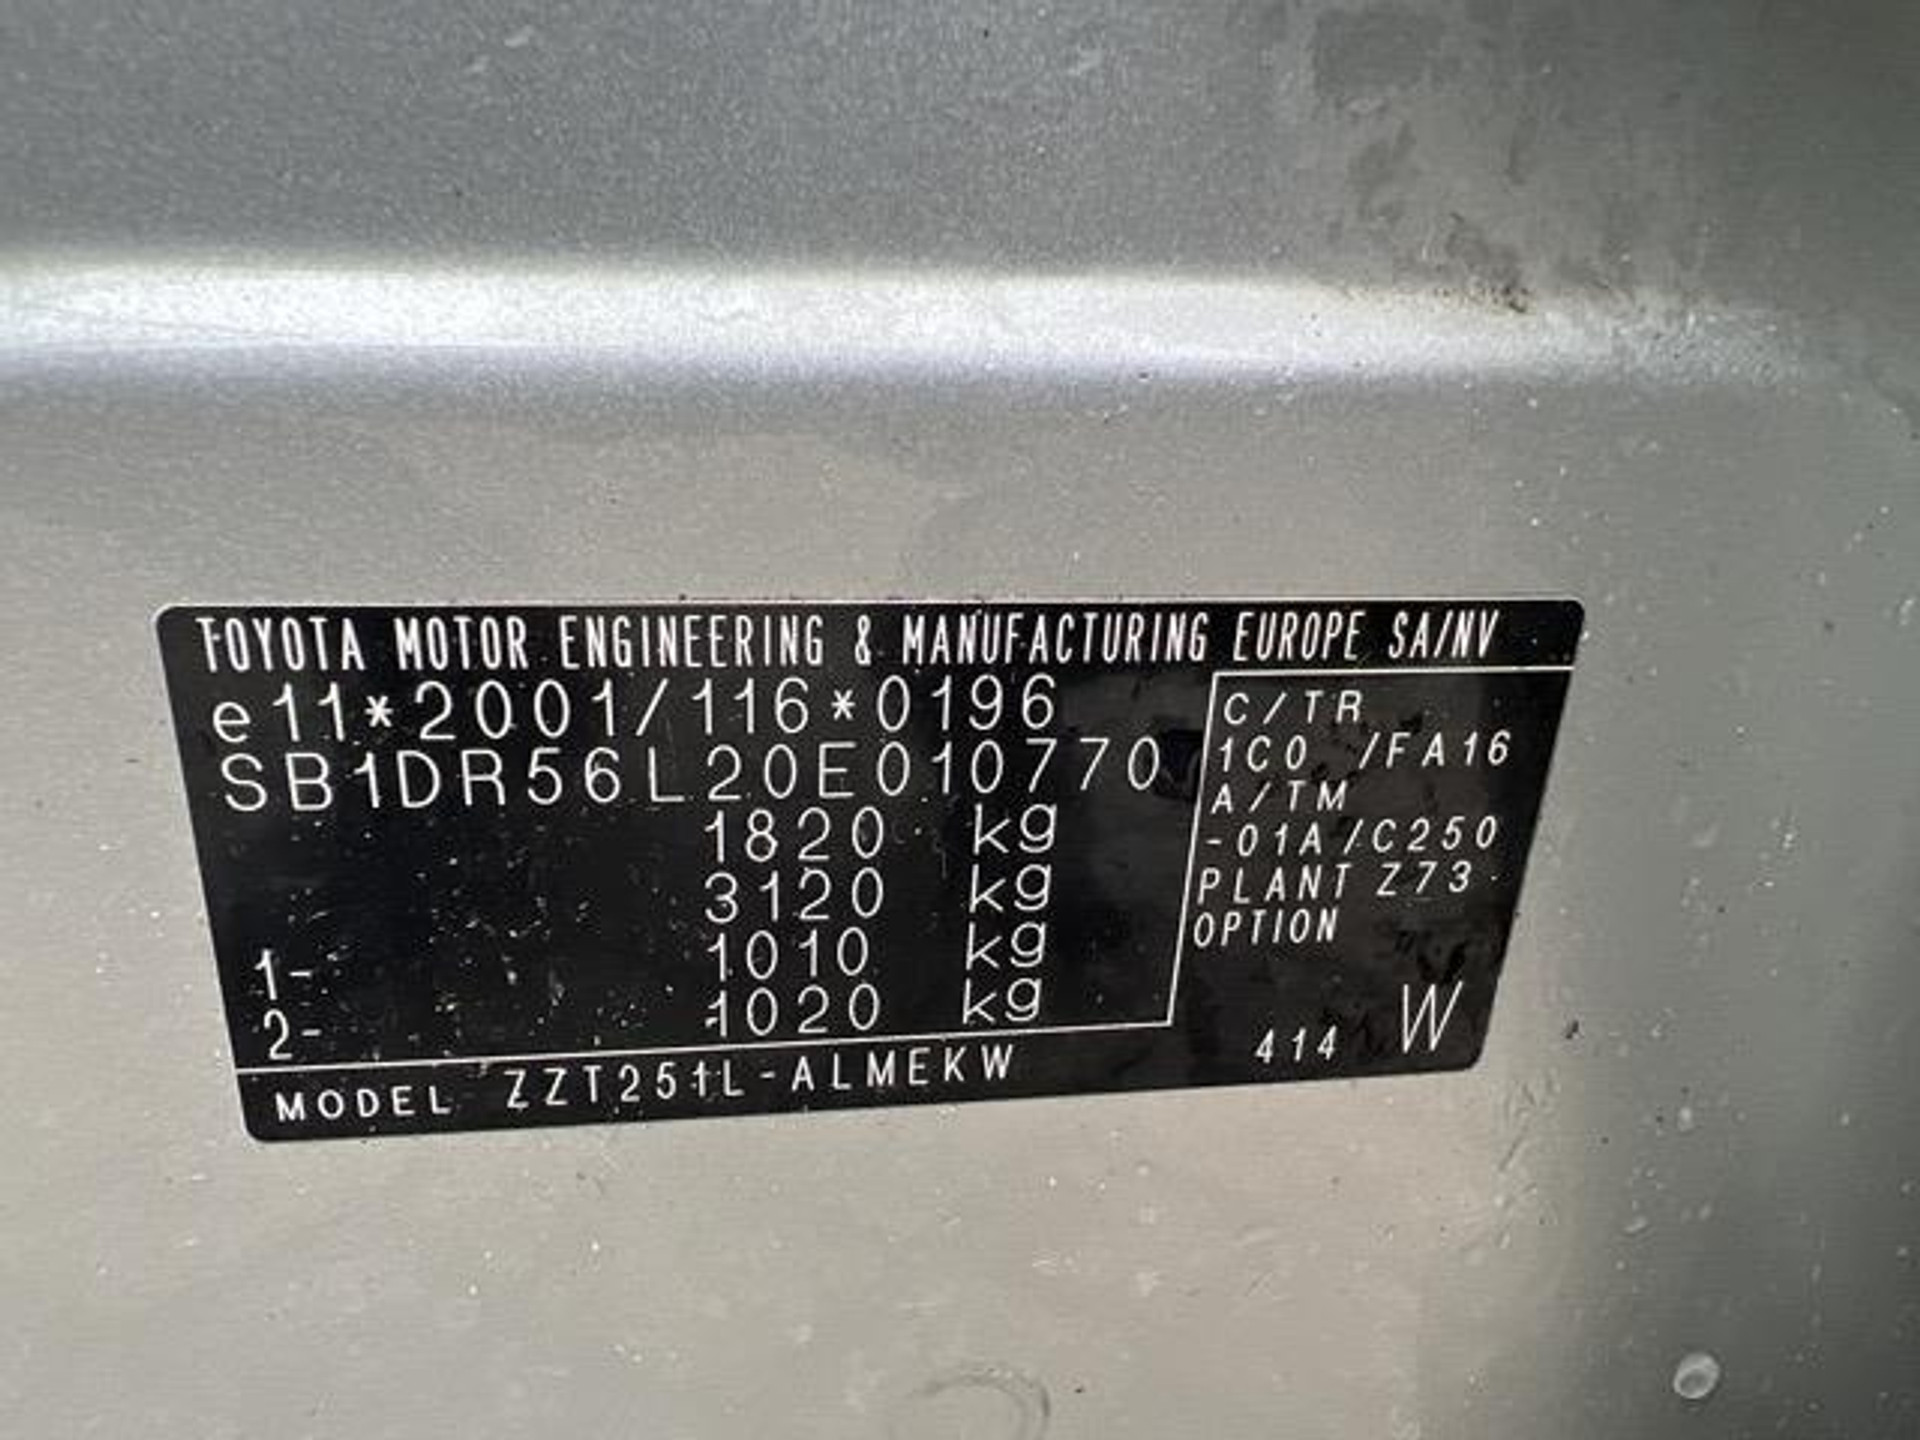 TOYOTA MOTOR ENGINEERING & MANUFACTURING EUROPE SA/NV
e11*2001/116*0196
SB1DR56L20E010770
1820 kg
3120 kg
1- 1010 kg
2- 1020 kg
C/TR
1C0 /FA16
A/TM
-01A/C250
PLANT Z73
OPTION
414 W
MODEL ZZT251L-ALMEKW